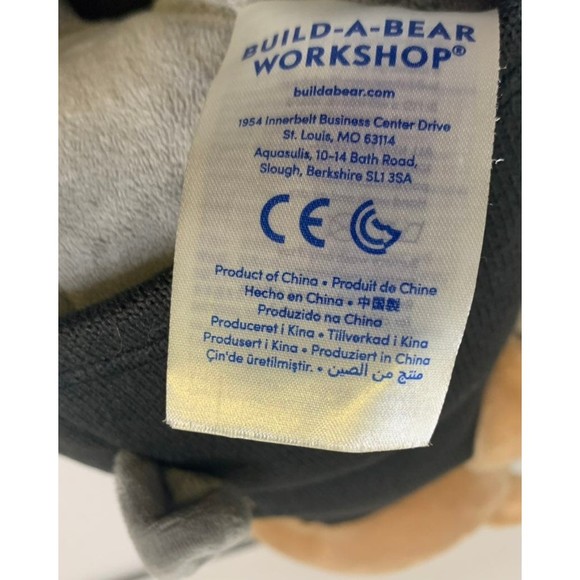 BUILD-A-BEAR
WORKSHOP®
buildabear.com
1954 Innerbelt Business Center Drive
St. Louis, MO 63114
Aquasulis, 10-14 Bath Road,
Slough, Berkshire SL1 3SA
CE
Product of China • Produit de Chine
Hecho en China • 中国製
Produzido na China
Produceret i Kina • Tillverkad i Kina
Produsert i Kina • Produziert in China
Çin'de üretilmiştir. • منتج من الصين